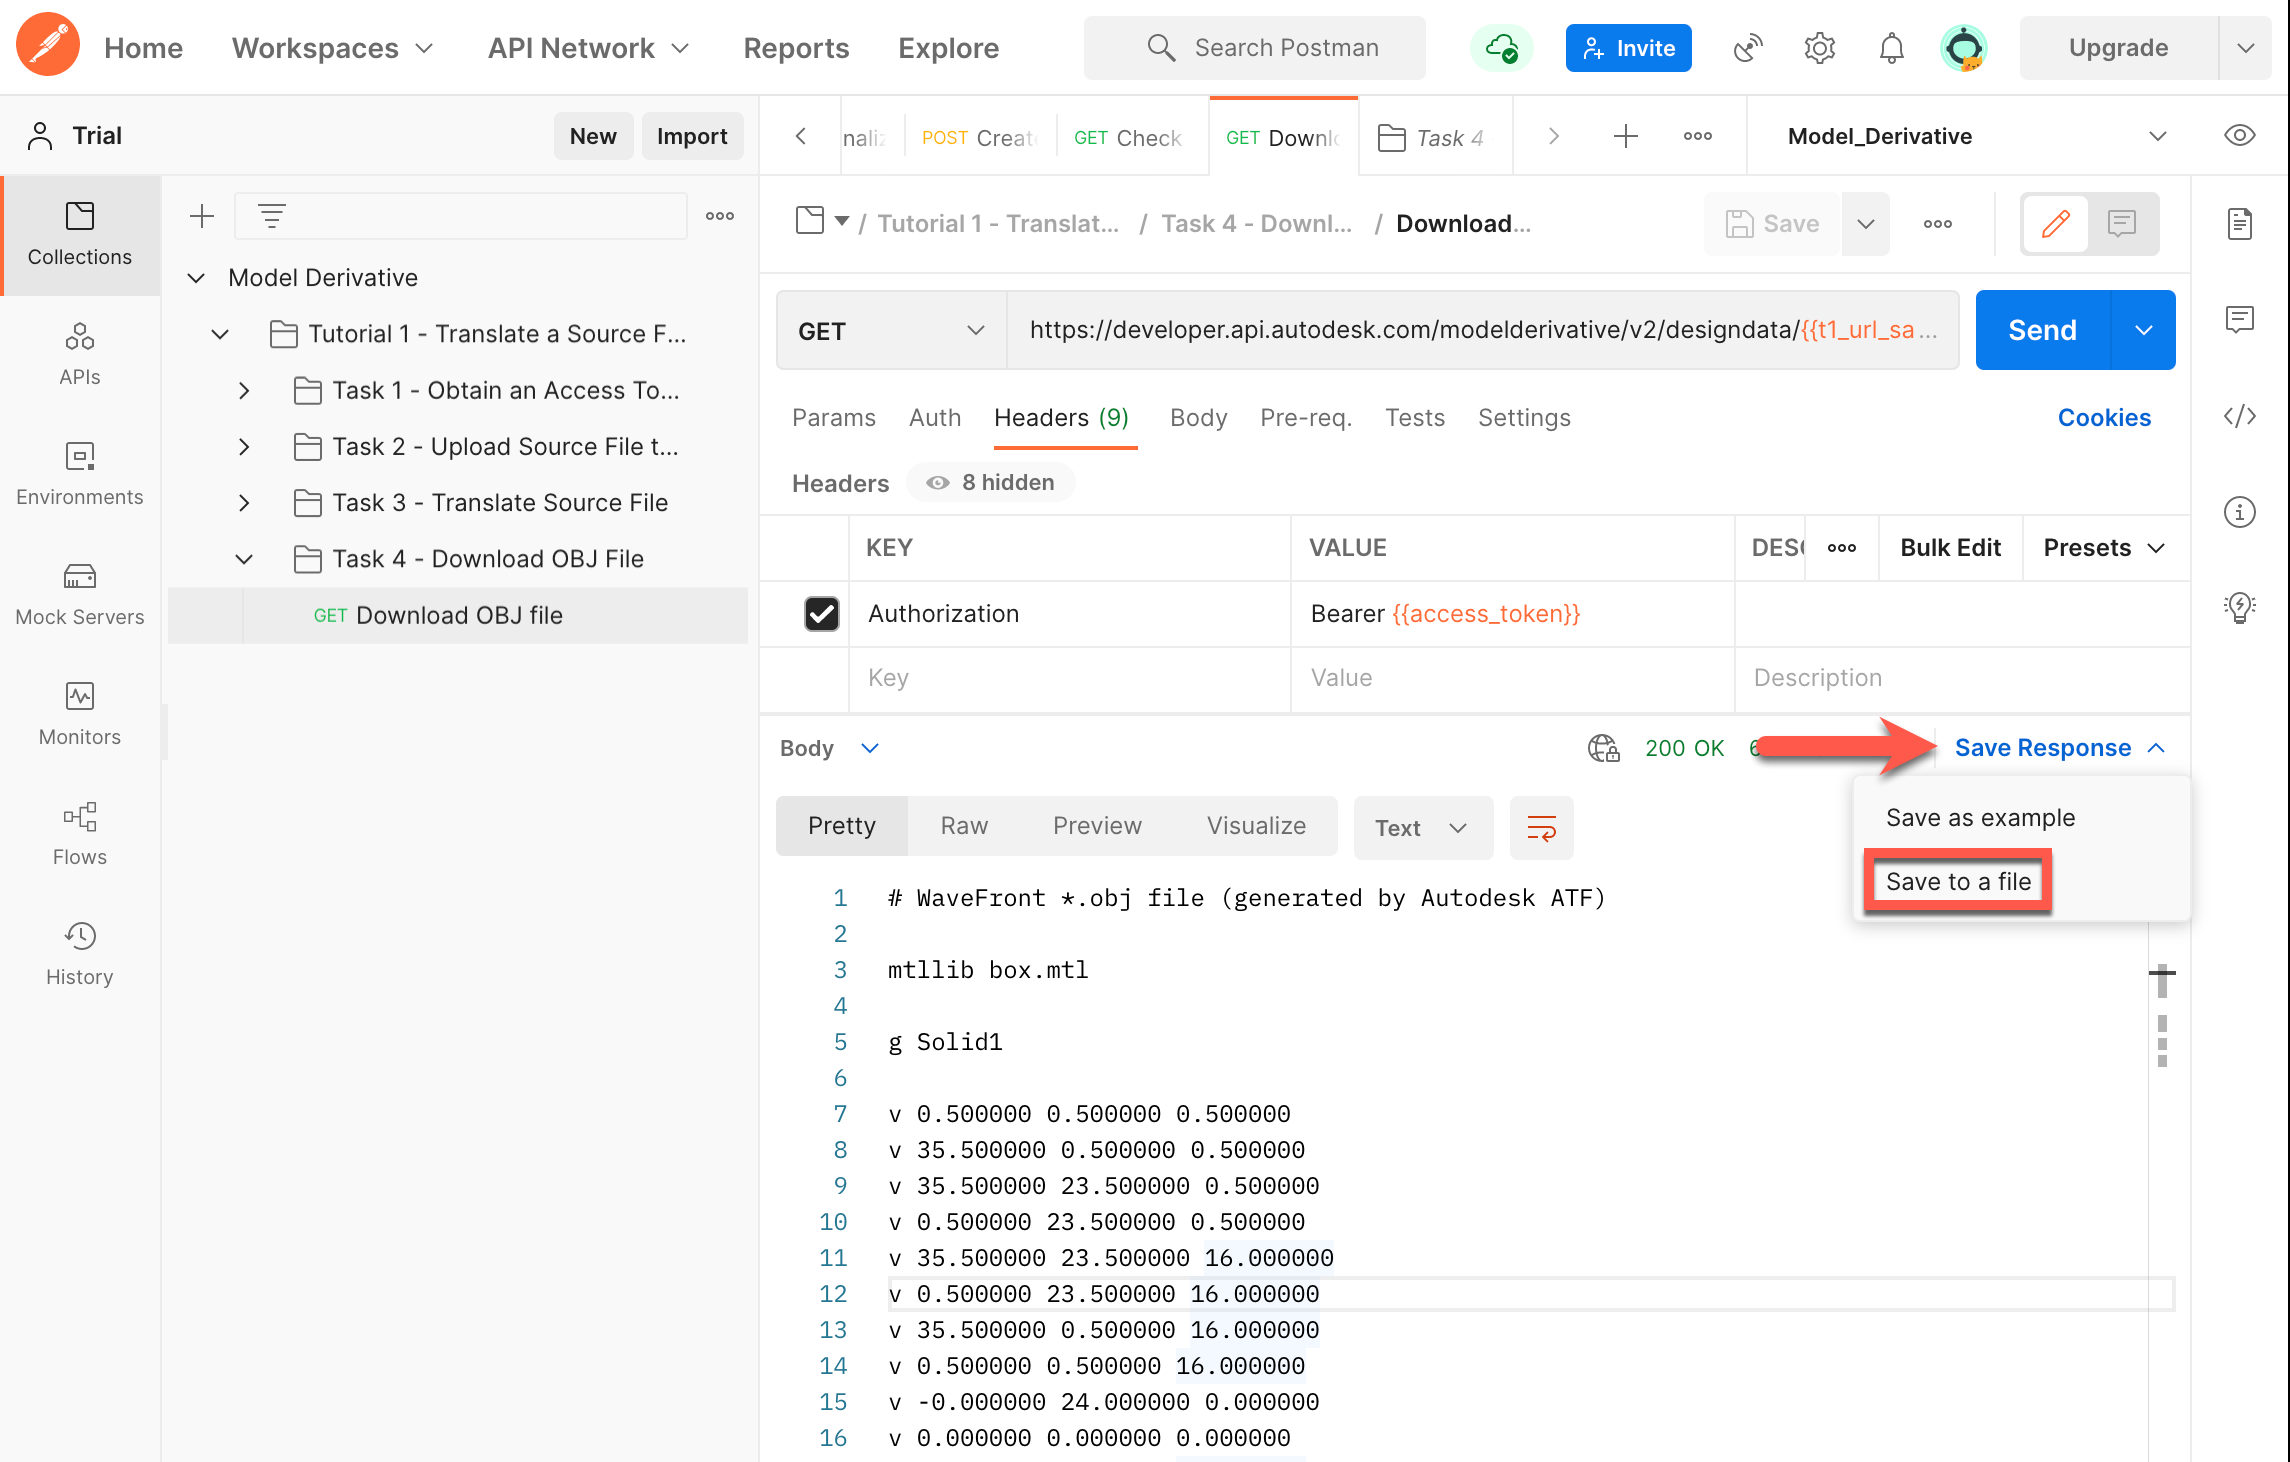 Home
Workspaces
API Network
Reports
Explore
Search Postman
Invite
Upgrade
Trial
New
Import
naliz
POST Creat
GET Check
GET Downlo
Task 4
Model_Derivative
Collections
APIs
Environments
Mock Servers
Monitors
Flows
History
Model Derivative
Tutorial 1 - Translate a Source F...
Task 1 - Obtain an Access To...
Task 2 - Upload Source File t...
Task 3 - Translate Source File
Task 4 - Download OBJ File
GET Download OBJ file
/ Tutorial 1 - Translat... / Task 4 - Downl... / Download...
Save
GET
https://developer.api.autodesk.com/modelderivative/v2/designdata/{{t1_url_sa...
Send
Params
Auth
Headers (9)
Body
Pre-req.
Tests
Settings
Cookies
Headers
8 hidden
KEY
VALUE
DESC
Bulk Edit
Presets
Authorization
Bearer {{access_token}}
Key
Value
Description
Body
200 OK
6
Save Response
Save as example
Save to a file
Pretty
Raw
Preview
Visualize
Text
1 # WaveFront *.obj file (generated by Autodesk ATF)
2
3 mtllib box.mtl
4
5 g Solid1
6
7 v 0.500000 0.500000 0.500000
8 v 35.500000 0.500000 0.500000
9 v 35.500000 23.500000 0.500000
10 v 0.500000 23.500000 0.500000
11 v 35.500000 23.500000 16.000000
12 v 0.500000 23.500000 16.000000
13 v 35.500000 0.500000 16.000000
14 v 0.500000 0.500000 16.000000
15 v -0.000000 24.000000 0.000000
16 v 0.000000 0.000000 0.000000